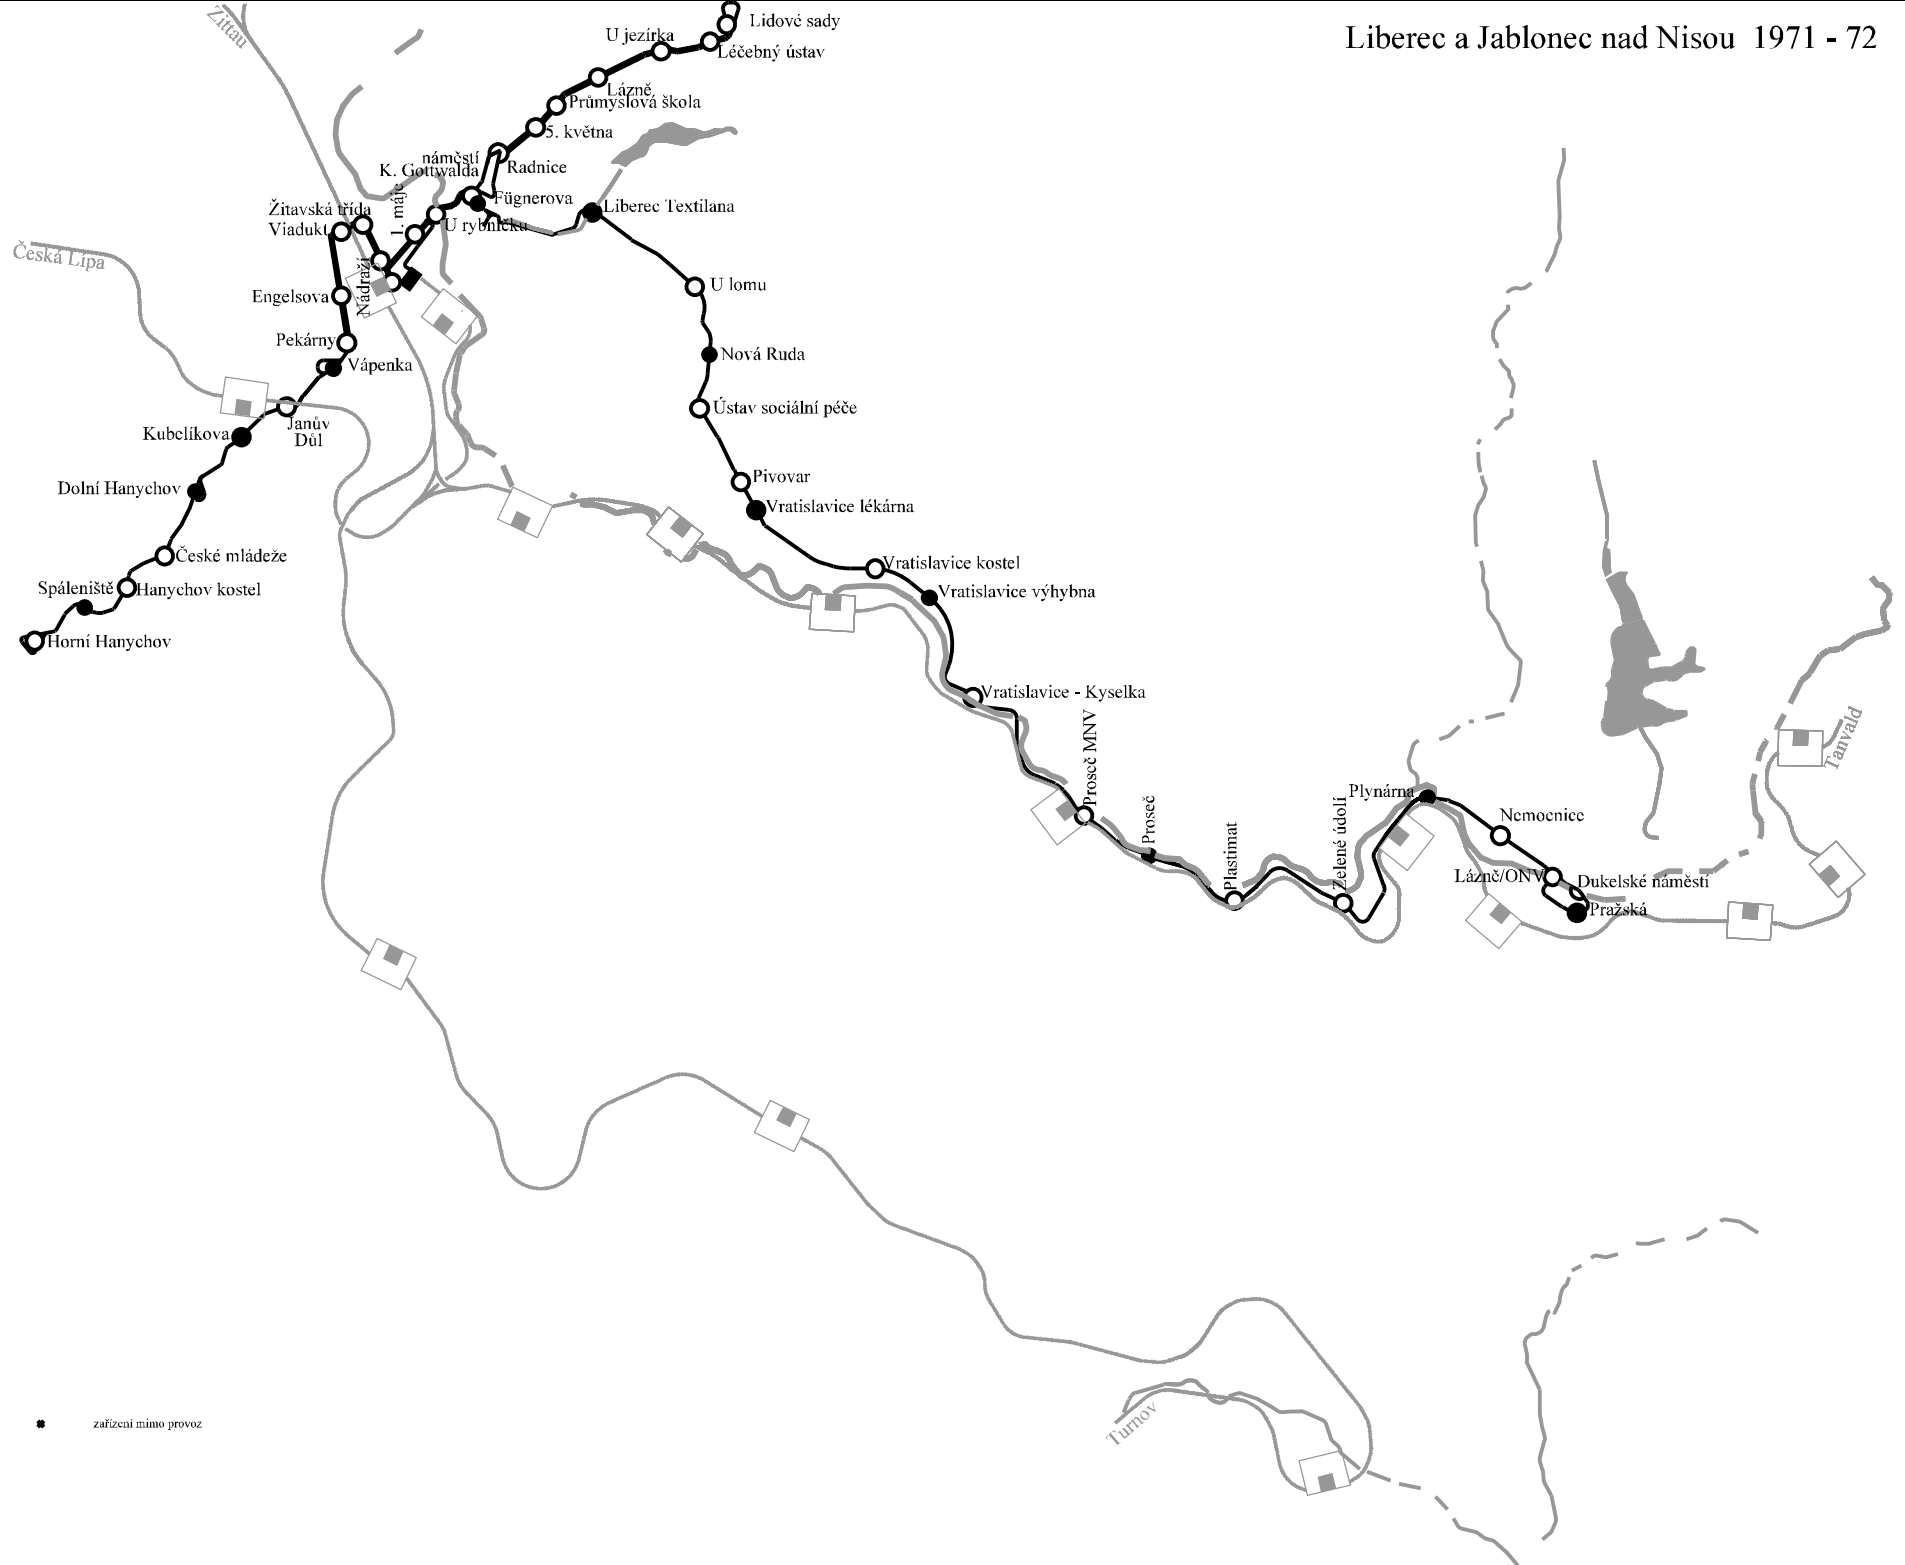 Liberec a Jablonec nad Nisou  1971 - 72
Zittau
Lidové sady
U jezírka
Léčebný ústav
Lázně
Průmyslová škola
5. května
náměstí
K. Gottwalda
Radnice
Fügnerova
Liberec Textilana
1. máje
Žitavská třída
Viadukt
U rybníčku
Česká Lípa
Nádraží
Engelsova
U lomu
Pekárny
Vápenka
Nová Ruda
Janův
Důl
Ústav sociální péče
Kubelíkova
Pivovar
Dolní Hanychov
Vratislavice lékárna
České mládeže
Vratislavice kostel
Spáleniště
Hanychov kostel
Vratislavice výhybna
Horní Hanychov
Vratislavice - Kyselka
Proseč MNV
Tanvald
Proseč
Plastimat
Zelené údolí
Plynárna
Nemocnice
Lázně/ONV
Dukelské náměstí
Pražská
Turnov
zařízení mimo provoz